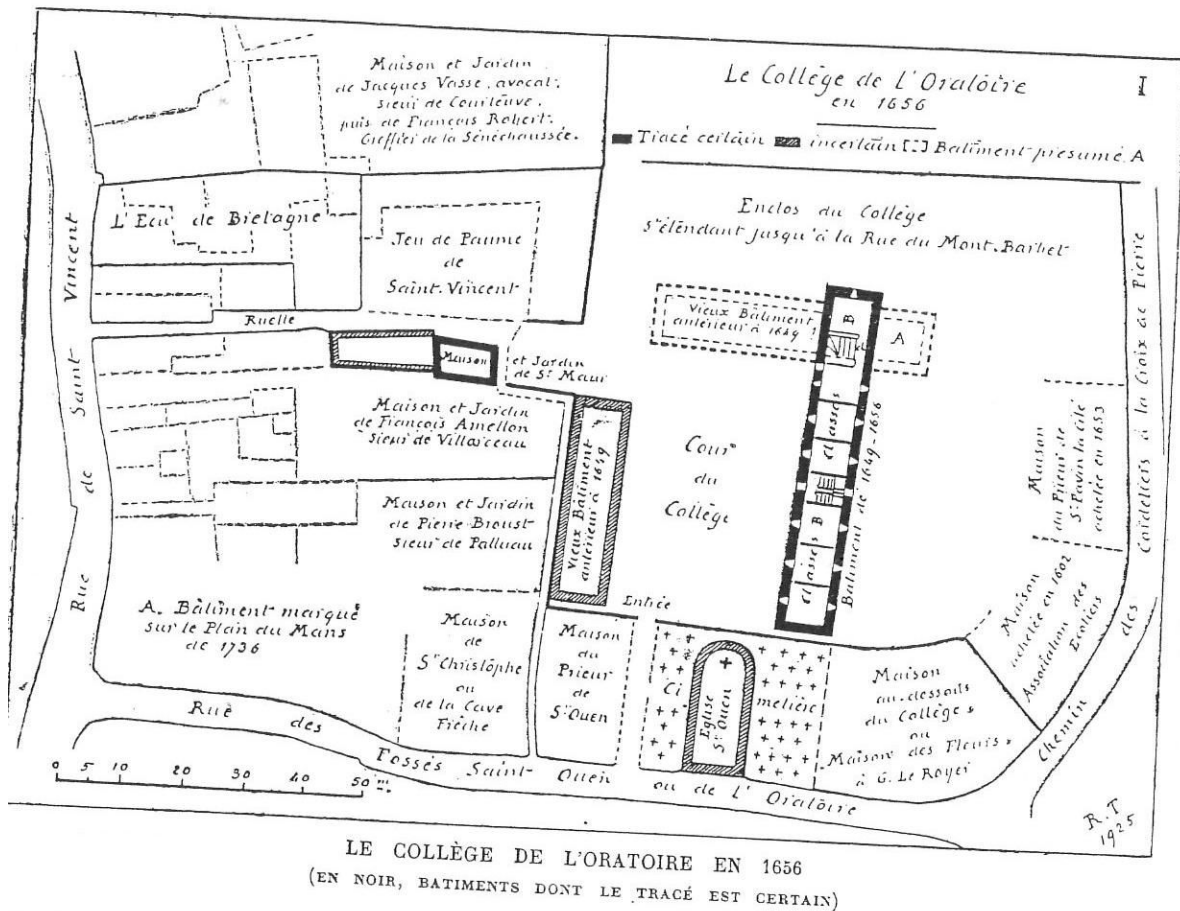 Maison et Jardin
de Jacques Vasse, avocat,
sieur de Courteuve,
puis de François Robert,
Greffier de la Sénéchaussée.
Le Collège de L'Oratoire
en 1656
I
Tracé certain incertain Batiment présumé. A
L'Ecu de Bretagne
Jeu de Paume
de
Saint-Vincent
Enclos du Collège
S'étendant jusqu'à la Rue du Mont-Barbet
Ruelle
Maison
et Jardin
de St Maur
Vieux Bâtiment
antérieur à 1649
A
B
Classes
B
Classes
Bâtiment de 1649-1656
Maison et Jardin
de François Amellon
Sieur de Villarceau
Maison et Jardin
de Pierre Broust
Sieur de Palluau
Vieux Bâtiment
antérieur à 1649
Cour
du
Collège
Maison
du Prieur de
St Pavin la Cité
achetée en 1653
Maison
achetée en 1602
Association des
Ecoliers
A. Bâtiment marqué
sur le Plan du Mans
de 1736
Entrée
Maison
de
St Christophe
ou
de la Cave
Frêche
Maison
du
Prieur
de
St Ouen
Ci
metière
Eglise
St Ouen
Maison
au-dessous
du Collège
ou
Maison des Fleurs
à G. Le Royer
Rue de Saint Vincent
Rue des Fossés Saint-Ouen ou de L'Oratoire
Chemin des Cordeliers à la Croix de Pierre
0 5 10 20 30 40 50 m.
R.T
1925
LE COLLÈGE DE L'ORATOIRE EN 1656
(EN NOIR, BATIMENTS DONT LE TRACÉ EST CERTAIN)